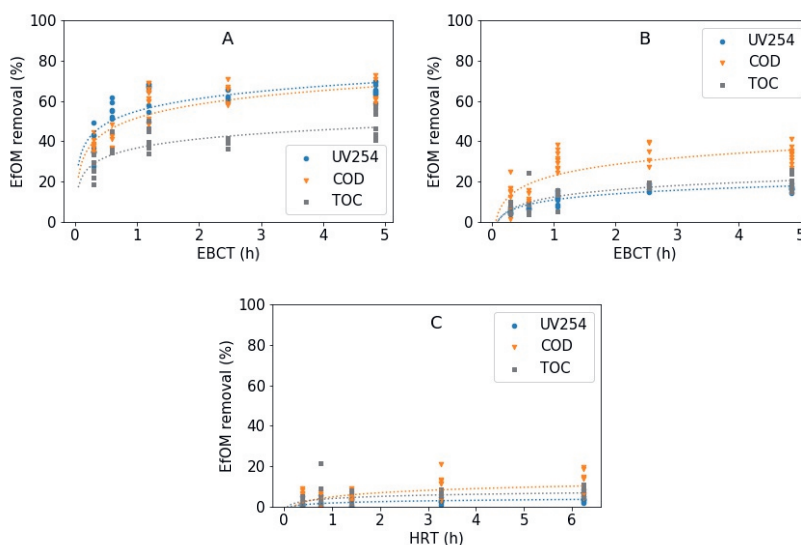 A
EfOM removal (%)
100
80
60
40
20
0
UV254
COD
TOC
0 1 2 3 4 5
EBCT (h)
B
EfOM removal (%)
100
80
60
40
20
0
UV254
COD
TOC
0 1 2 3 4 5
EBCT (h)
C
EfOM removal (%)
100
80
60
40
20
0
UV254
COD
TOC
0 1 2 3 4 5 6
HRT (h)